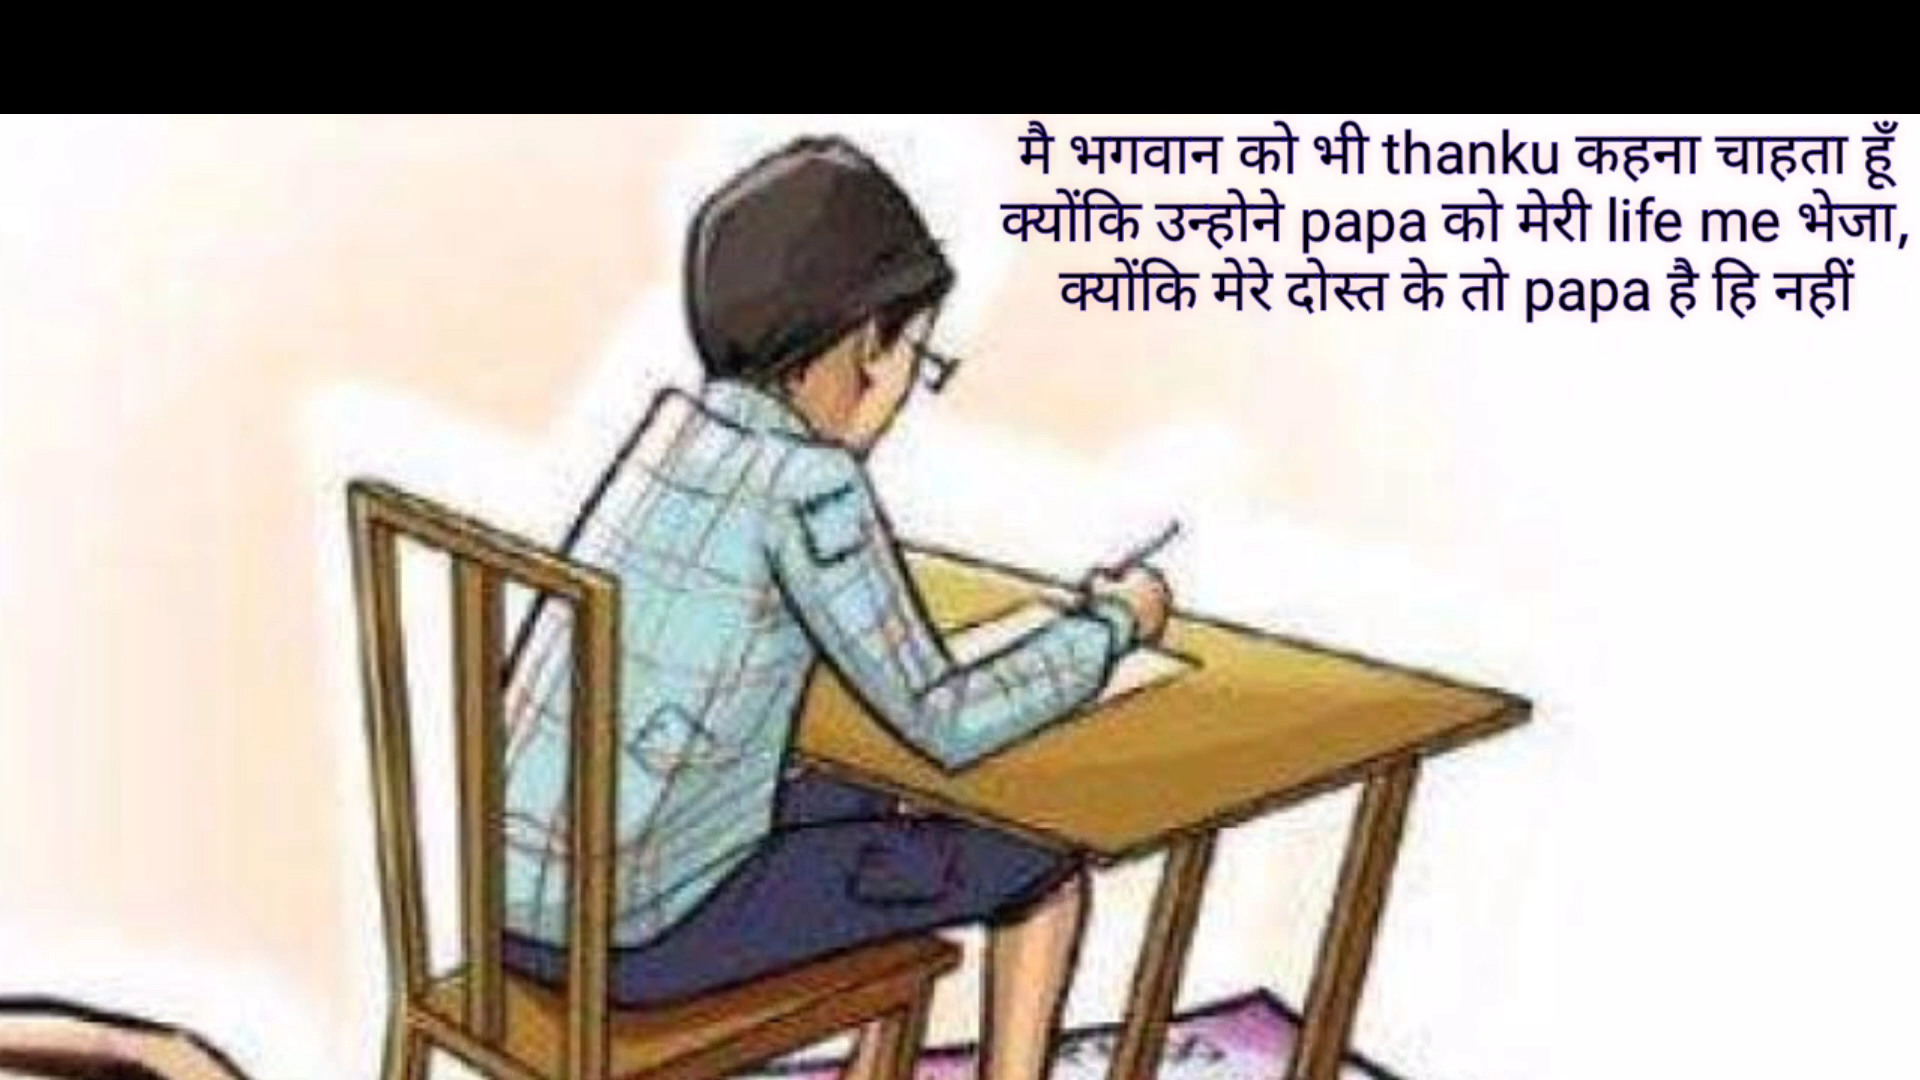 मै भगवान को भी thanku कहना चाहता हूँ
क्योंकि उन्होने papa को मेरी life me भेजा,
क्योंकि मेरे दोस्त के तो papa है हि नहीं